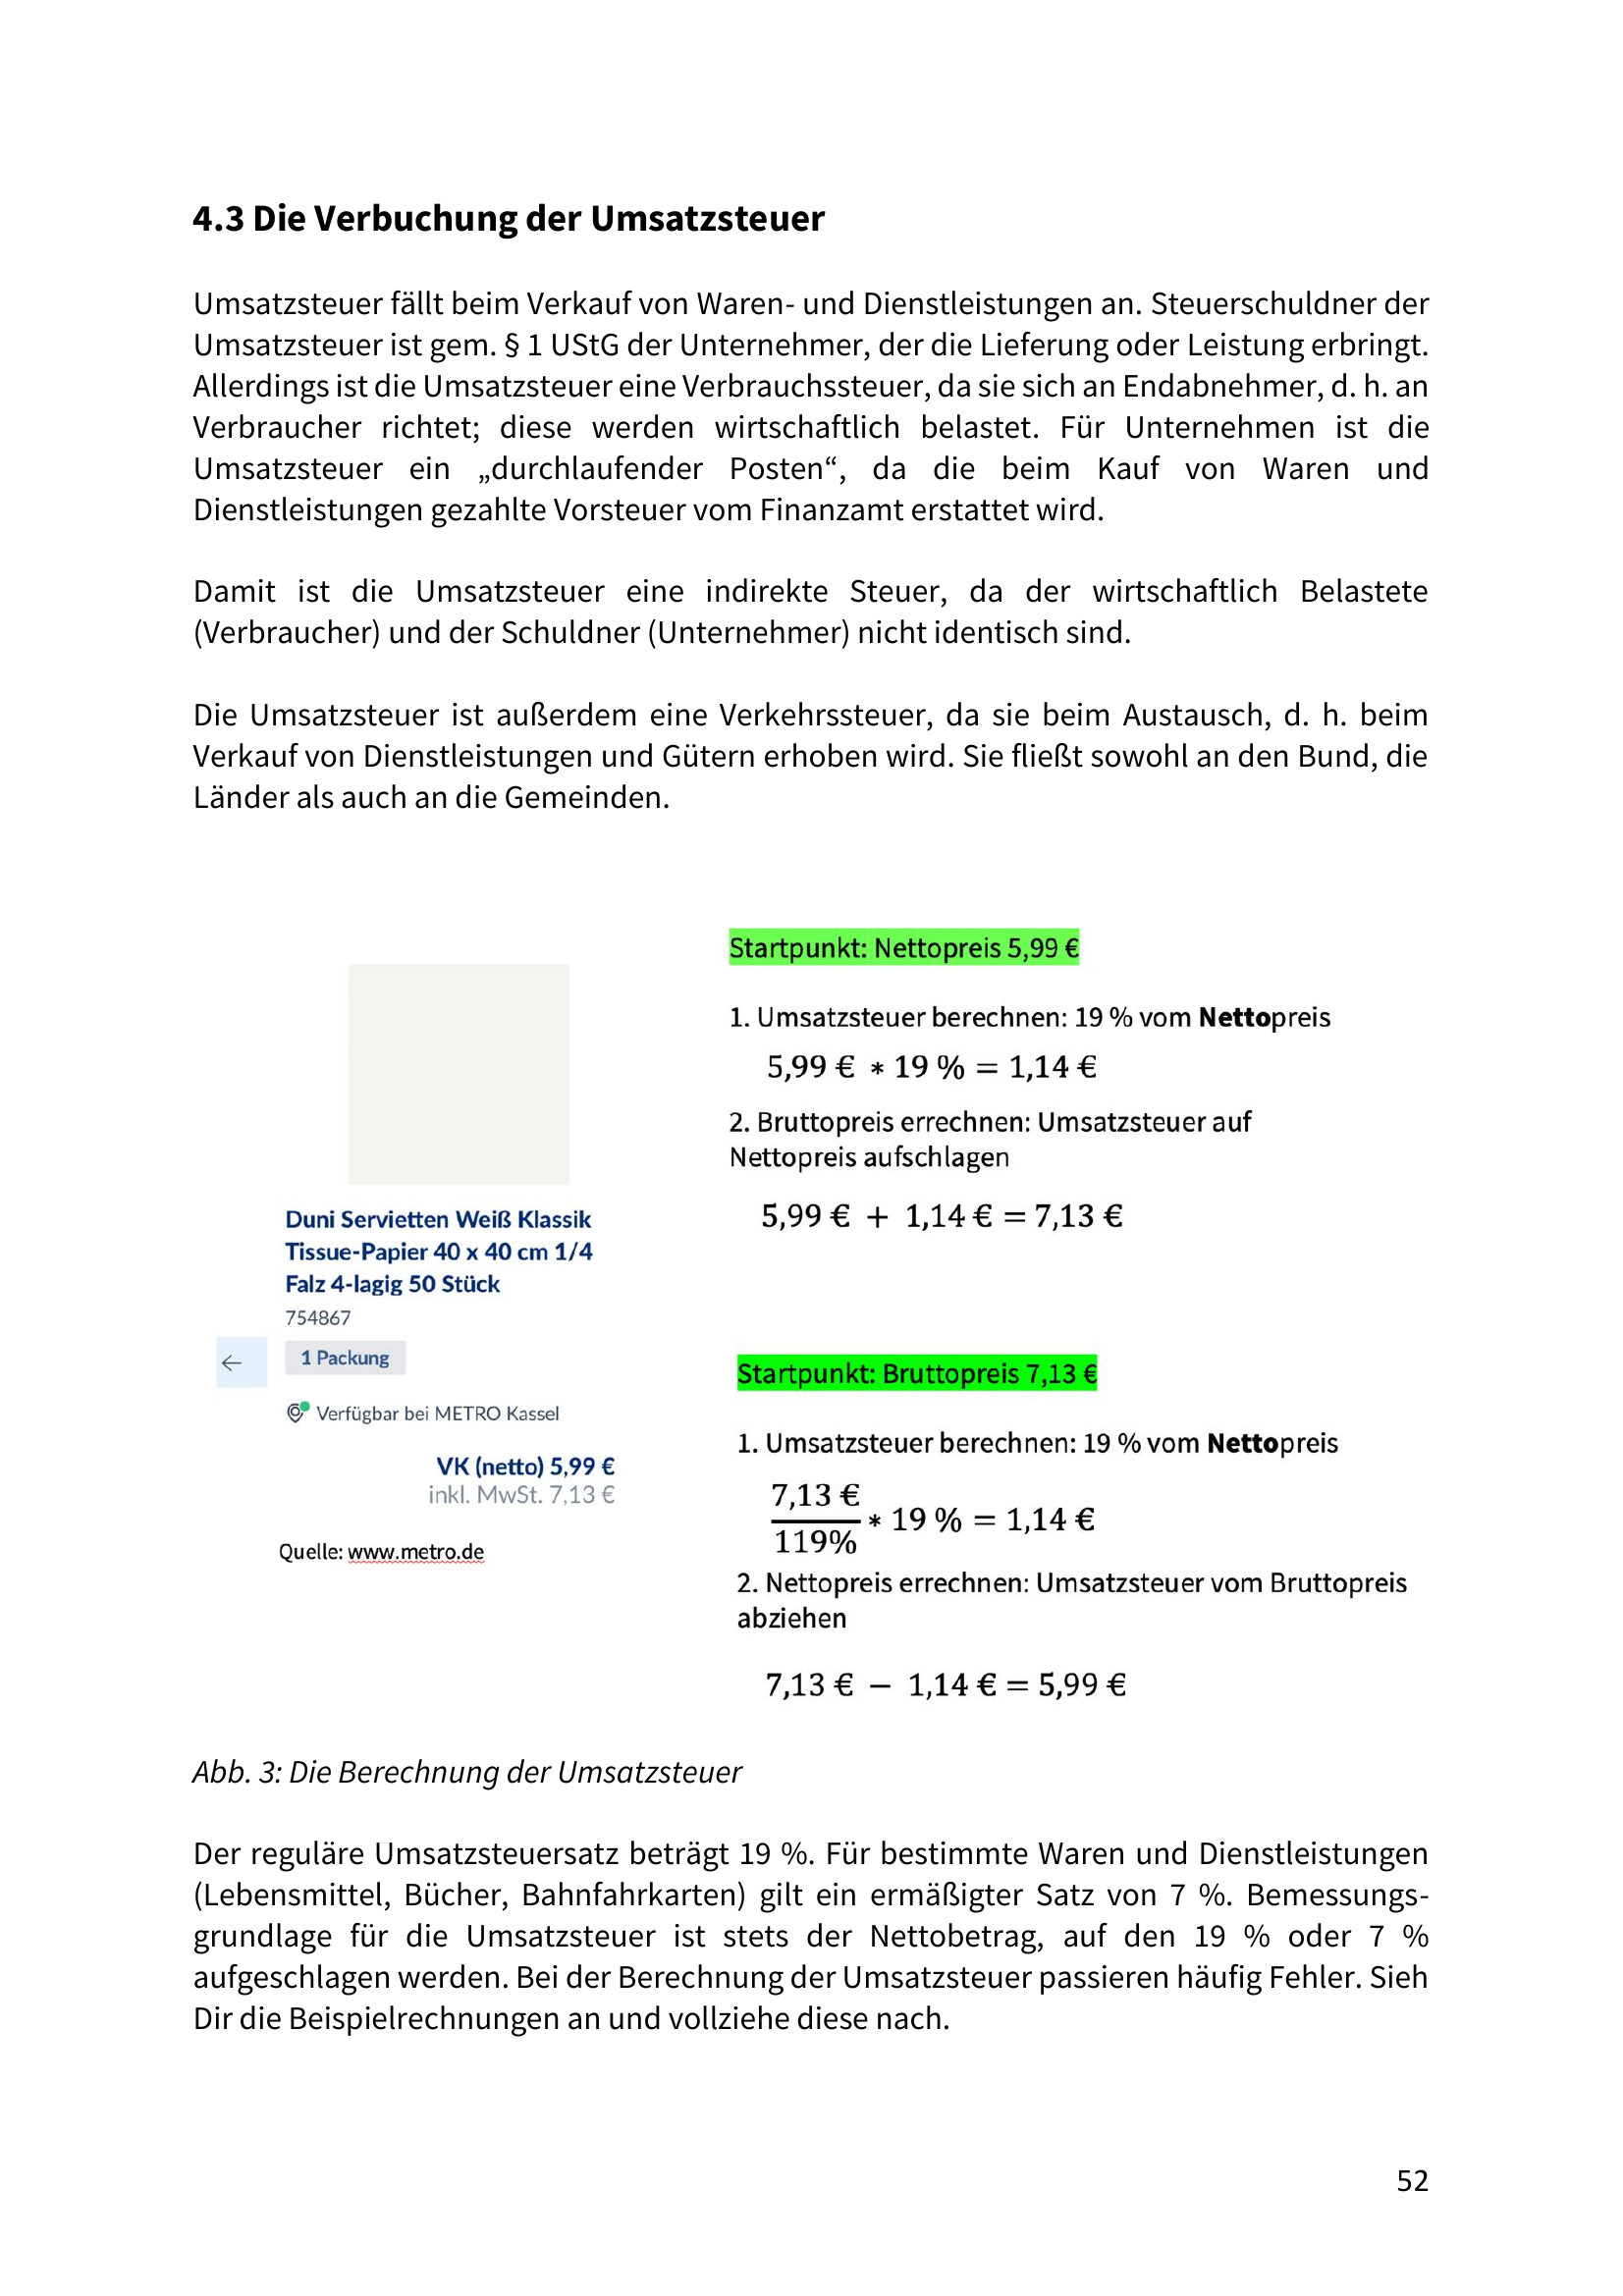 4.3 Die Verbuchung der Umsatzsteuer
Umsatzsteuer fällt beim Verkauf von Waren- und Dienstleistungen an. Steuerschuldner der
Umsatzsteuer ist gem. § 1 UStG der Unternehmer, der die Lieferung oder Leistung erbringt.
Allerdings ist die Umsatzsteuer eine Verbrauchssteuer, da sie sich an Endabnehmer, d. h. an
Verbraucher richtet; diese werden wirtschaftlich belastet. Für Unternehmen ist die
Umsatzsteuer ein „durchlaufender Posten“, da die beim Kauf von Waren und
Dienstleistungen gezahlte Vorsteuer vom Finanzamt erstattet wird.
Damit ist die Umsatzsteuer eine indirekte Steuer, da der wirtschaftlich Belastete
(Verbraucher) und der Schuldner (Unternehmer) nicht identisch sind.
Die Umsatzsteuer ist außerdem eine Verkehrssteuer, da sie beim Austausch, d. h. beim
Verkauf von Dienstleistungen und Gütern erhoben wird. Sie fließt sowohl an den Bund, die
Länder als auch an die Gemeinden.
Duni Servietten Weiß Klassik
Tissue-Papier 40 x 40 cm 1/4
Falz 4-lagig 50 Stück
754867
← 1 Packung
Verfügbar bei METRO Kassel
VK (netto) 5,99 €
inkl. MwSt. 7,13 €
Quelle: www.metro.de
Startpunkt: Nettopreis 5,99 €
1. Umsatzsteuer berechnen: 19 % vom Nettopreis
5,99 € ∗ 19 % = 1,14 €
2. Bruttopreis errechnen: Umsatzsteuer auf
Nettopreis aufschlagen
5,99 € + 1,14 € = 7,13 €
Startpunkt: Bruttopreis 7,13 €
1. Umsatzsteuer berechnen: 19 % vom Nettopreis
7,13 €
119% ∗ 19 % = 1,14 €
2. Nettopreis errechnen: Umsatzsteuer vom Bruttopreis
abziehen
7,13 € − 1,14 € = 5,99 €
Abb. 3: Die Berechnung der Umsatzsteuer
Der reguläre Umsatzsteuersatz beträgt 19 %. Für bestimmte Waren und Dienstleistungen
(Lebensmittel, Bücher, Bahnfahrkarten) gilt ein ermäßigter Satz von 7 %. Bemessungs-
grundlage für die Umsatzsteuer ist stets der Nettobetrag, auf den 19 % oder 7 %
aufgeschlagen werden. Bei der Berechnung der Umsatzsteuer passieren häufig Fehler. Sieh
Dir die Beispielrechnungen an und vollziehe diese nach.
52